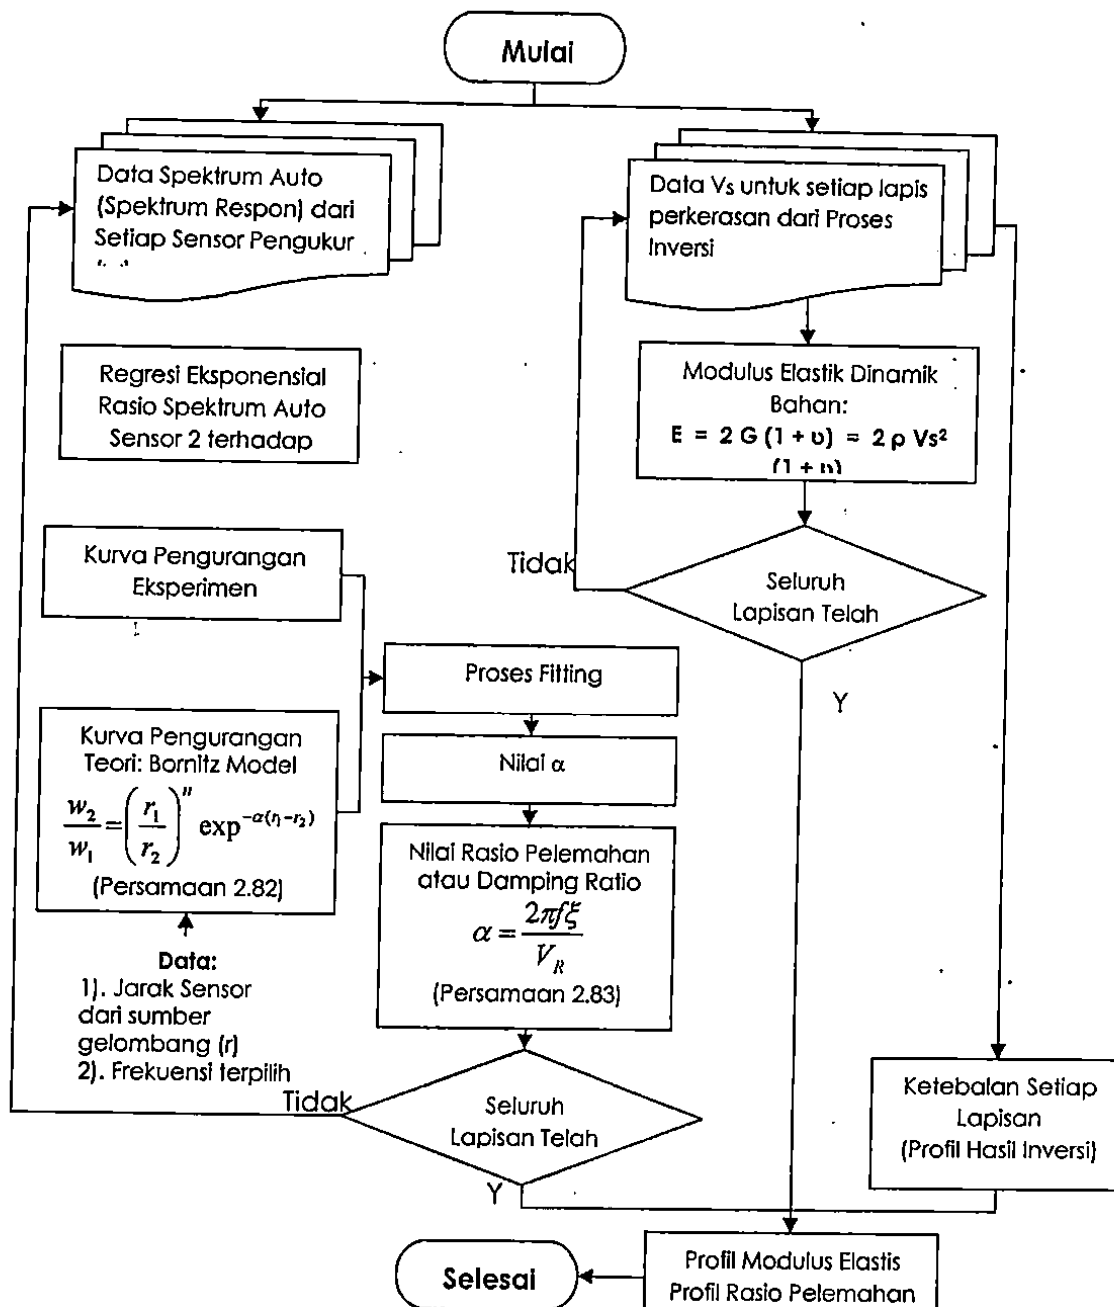 Mulai
Data Spektrum Auto
(Spektrum Respon) dari
Setiap Sensor Pengukur
Data Vs untuk setiap lapis
perkerasan dari Proses
Inversi
Regresi Eksponensial
Rasio Spektrum Auto
Sensor 2 terhadap
Modulus Elastik Dinamik
Bahan:
E = 2 G (1 + υ) = 2 ρ Vs²
(1 + υ)
Kurva Pengurangan
Eksperimen
Tidak
Seluruh
Lapisan Telah
Y
Proses Fitting
Nilai α
Kurva Pengurangan
Teori: Bornitz Model
w₂/w₁ = (r₁/r₂)ⁿ exp^(-α(r₁-r₂))
(Persamaan 2.82)
Nilai Rasio Pelemahan
atau Damping Ratio
α = 2πfξ/V_R
(Persamaan 2.83)
Data:
1). Jarak Sensor
dari sumber
gelombang (r)
2). Frekuensi terpilih
Tidak
Seluruh
Lapisan Telah
Y
Ketebalan Setiap
Lapisan
(Profil Hasil Inversi)
Profil Modulus Elastis
Profil Rasio Pelemahan
Selesai